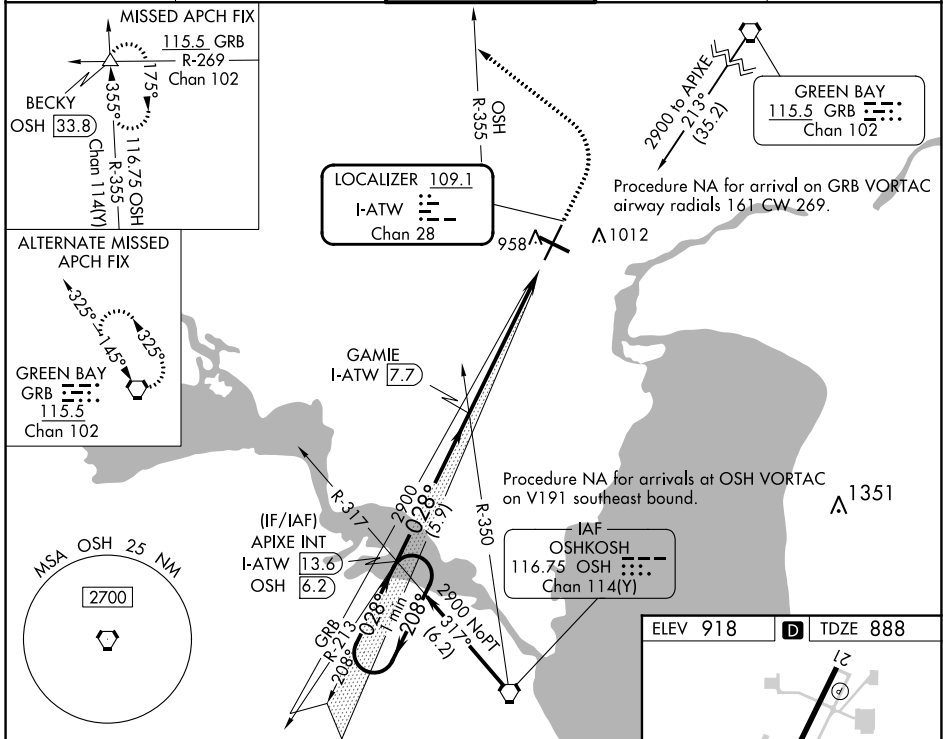 MISSED APCH FIX
115.5 GRB
R-269
Chan 102
175°
355°
BECKY
OSH 33.8
R-355
116.75 OSH
Chan 114(Y)
ALTERNATE MISSED
APCH FIX
325°
145°
325°
GREEN BAY
GRB
115.5
Chan 102
OSH
R-355
LOCALIZER 109.1
I-ATW
Chan 28
958
1012
2900 to APIXE
213°
(35.2)
GREEN BAY
115.5 GRB
Chan 102
Procedure NA for arrival on GRB VORTAC
airway radials 161 CW 269.
GAMIE
I-ATW 7.7
R-317
2900
028°
(5.9)
R-350
Procedure NA for arrivals at OSH VORTAC
on V191 southeast bound.
1351
(IF/IAF)
APIXE INT
I-ATW 13.6
OSH 6.2
IAF
OSHKOSH
116.75 OSH
Chan 114(Y)
GRB
R-213
208°
028°
1 min
208°
2900 NoPT
317°
(6.2)
MSA OSH 25 NM
2700
ELEV 918
D
TDZE 888
21
P